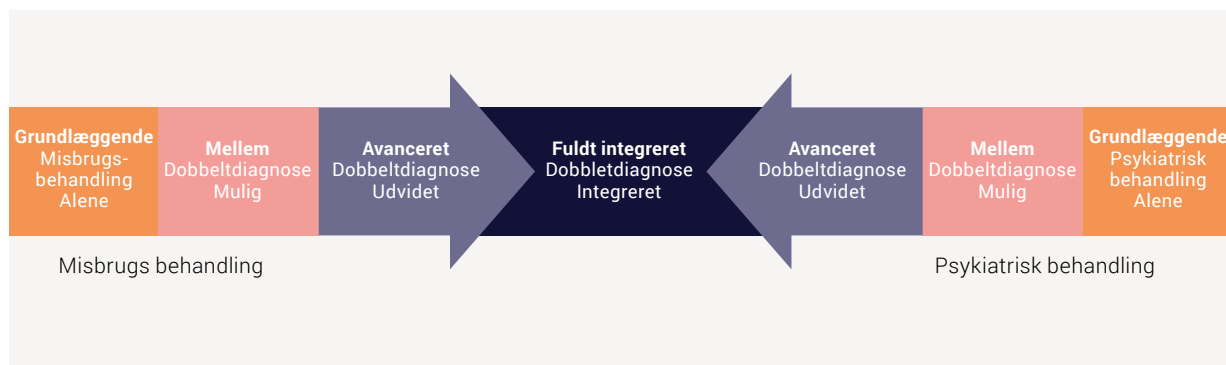 Grundlæggende
Misbrugs-
behandling
Alene
Mellem
Dobbeltdiagnose
Mulig
Avanceret
Dobbeltdiagnose
Udvidet
Fuldt integreret
Dobbletdiagnose
Integreret
Avanceret
Dobbeltdiagnose
Udvidet
Mellem
Dobbeltdiagnose
Mulig
Grundlæggende
Psykiatrisk
behandling
Alene
Misbrugs behandling
Psykiatrisk behandling